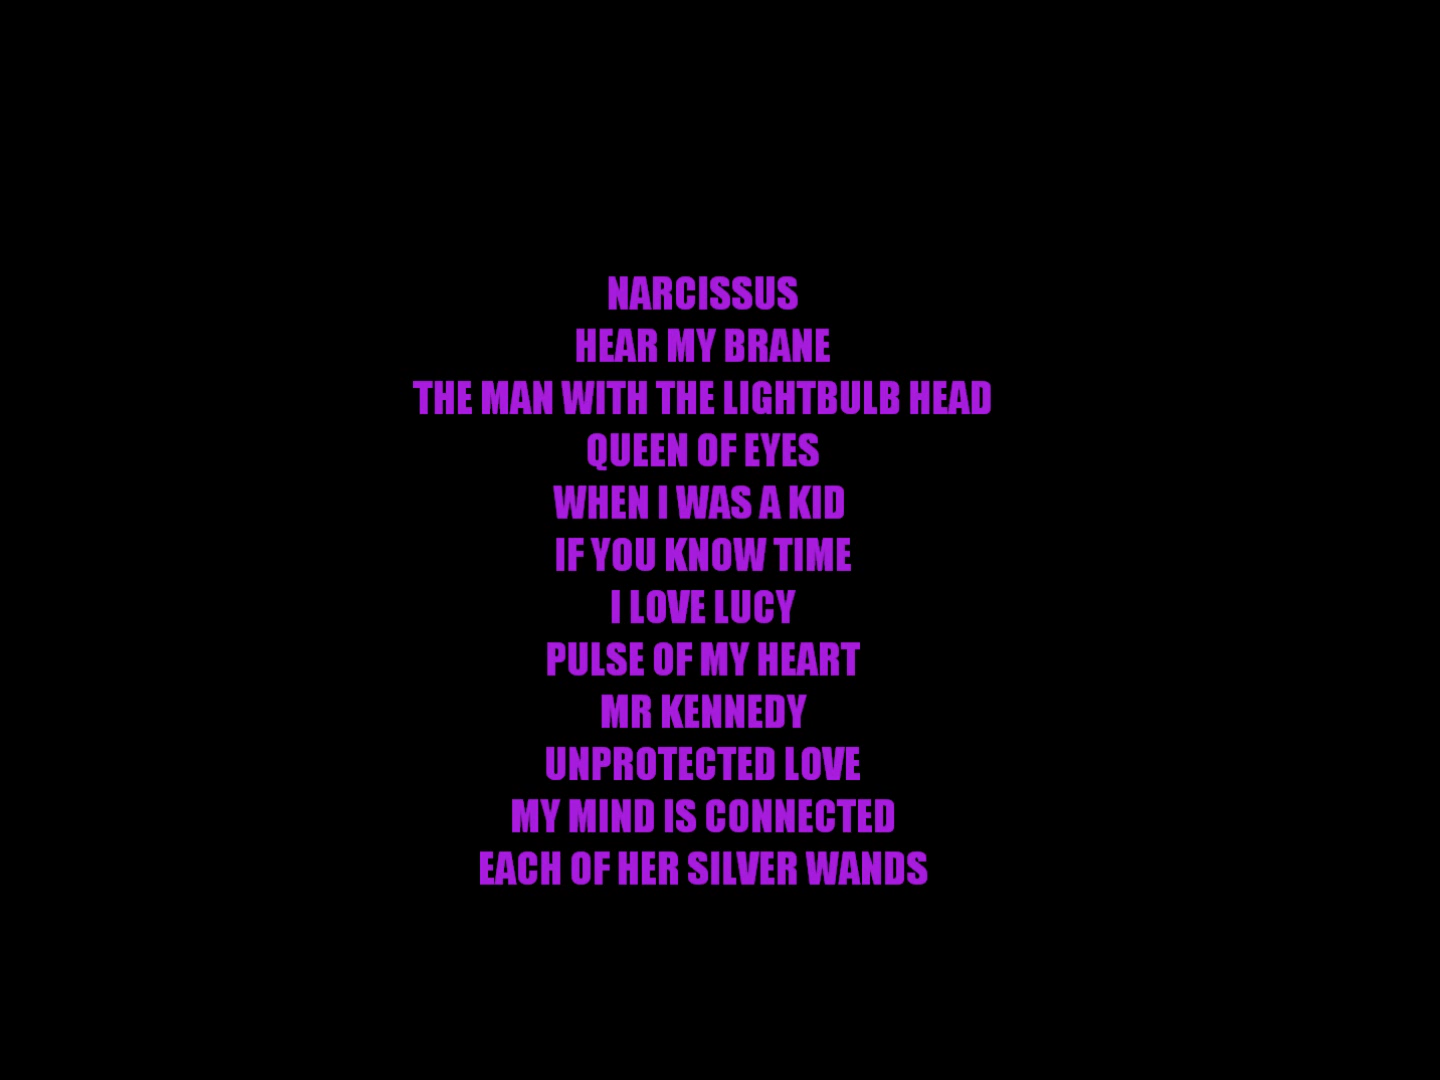 NARCISSUS
HEAR MY BRANE
THE MAN WITH THE LIGHTBULB HEAD
QUEEN OF EYES
WHEN I WAS A KID
IF YOU KNOW TIME
I LOVE LUCY
PULSE OF MY HEART
MR KENNEDY
UNPROTECTED LOVE
MY MIND IS CONNECTED
EACH OF HER SILVER WANDS